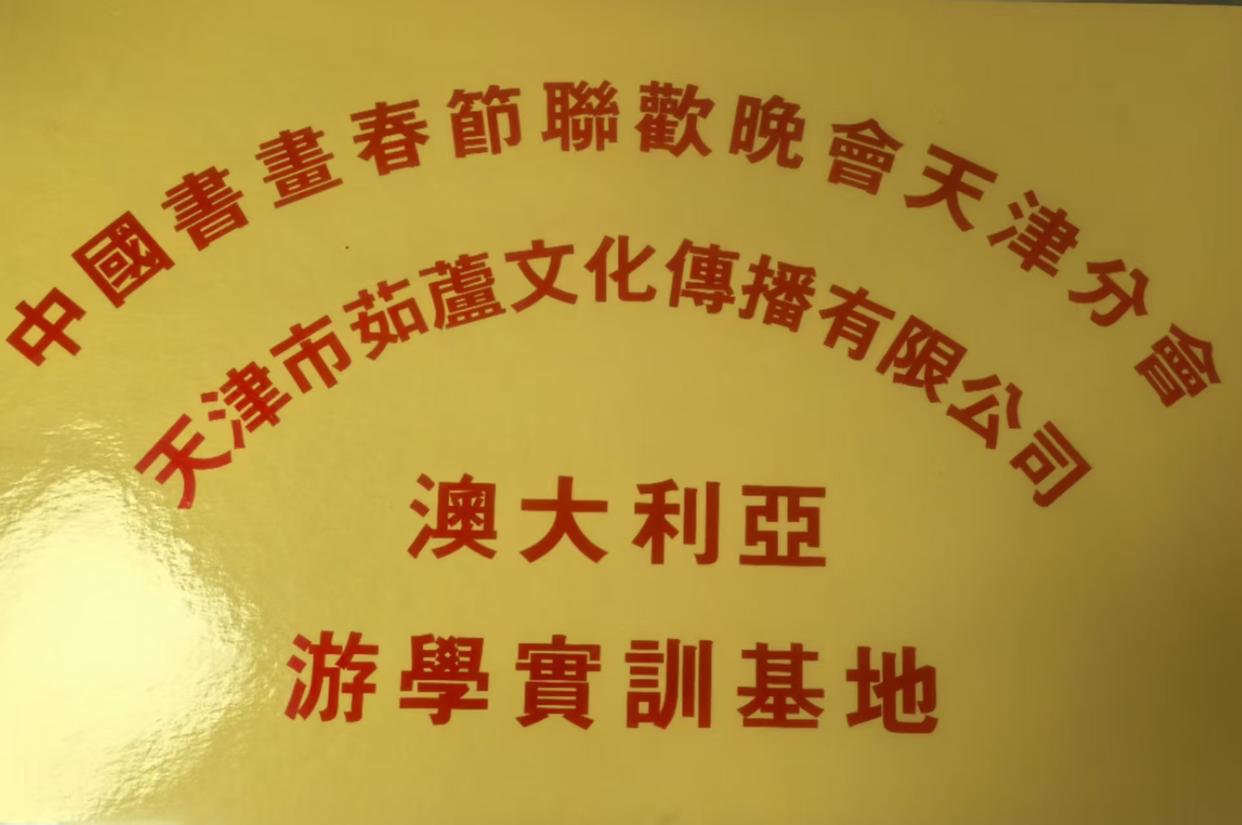 中國書畫春節聯歡晚會天津分會
天津市茹蘆文化傳播有限公司
澳大利亞
游學實訓基地